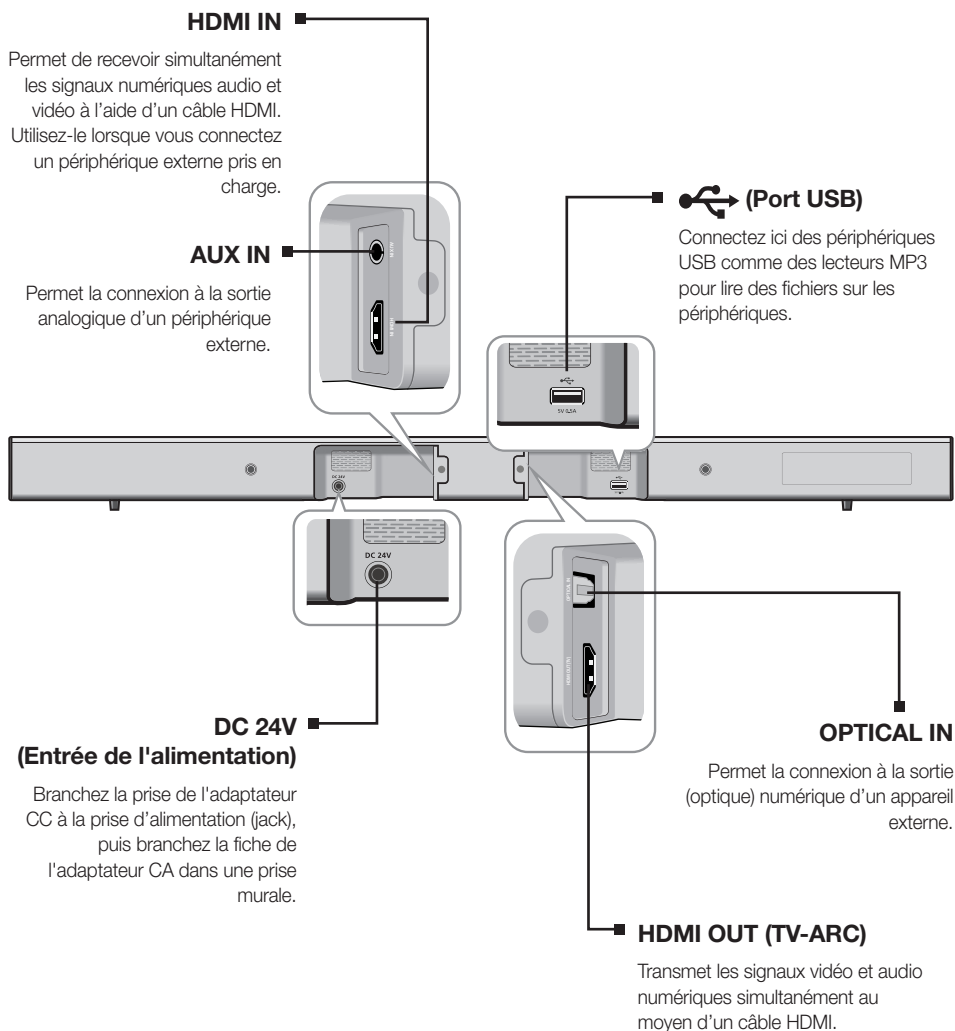 HDMI IN
Permet de recevoir simultanément
les signaux numériques audio et
vidéo à l'aide d'un câble HDMI.
Utilisez-le lorsque vous connectez
un périphérique externe pris en
charge.
AUX IN
Permet la connexion à la sortie
analogique d'un périphérique
externe.
(Port USB)
Connectez ici des périphériques
USB comme des lecteurs MP3
pour lire des fichiers sur les
périphériques.
5V 0.5A
DC 24V
DC 24V
OPTICAL IN
DC 24V
(Entrée de l'alimentation)
Branchez la prise de l'adaptateur
CC à la prise d'alimentation (jack),
puis branchez la fiche de
l'adaptateur CA dans une prise
murale.
OPTICAL IN
Permet la connexion à la sortie
(optique) numérique d'un appareil
externe.
HDMI OUT (TV-ARC)
Transmet les signaux vidéo et audio
numériques simultanément au
moyen d'un câble HDMI.